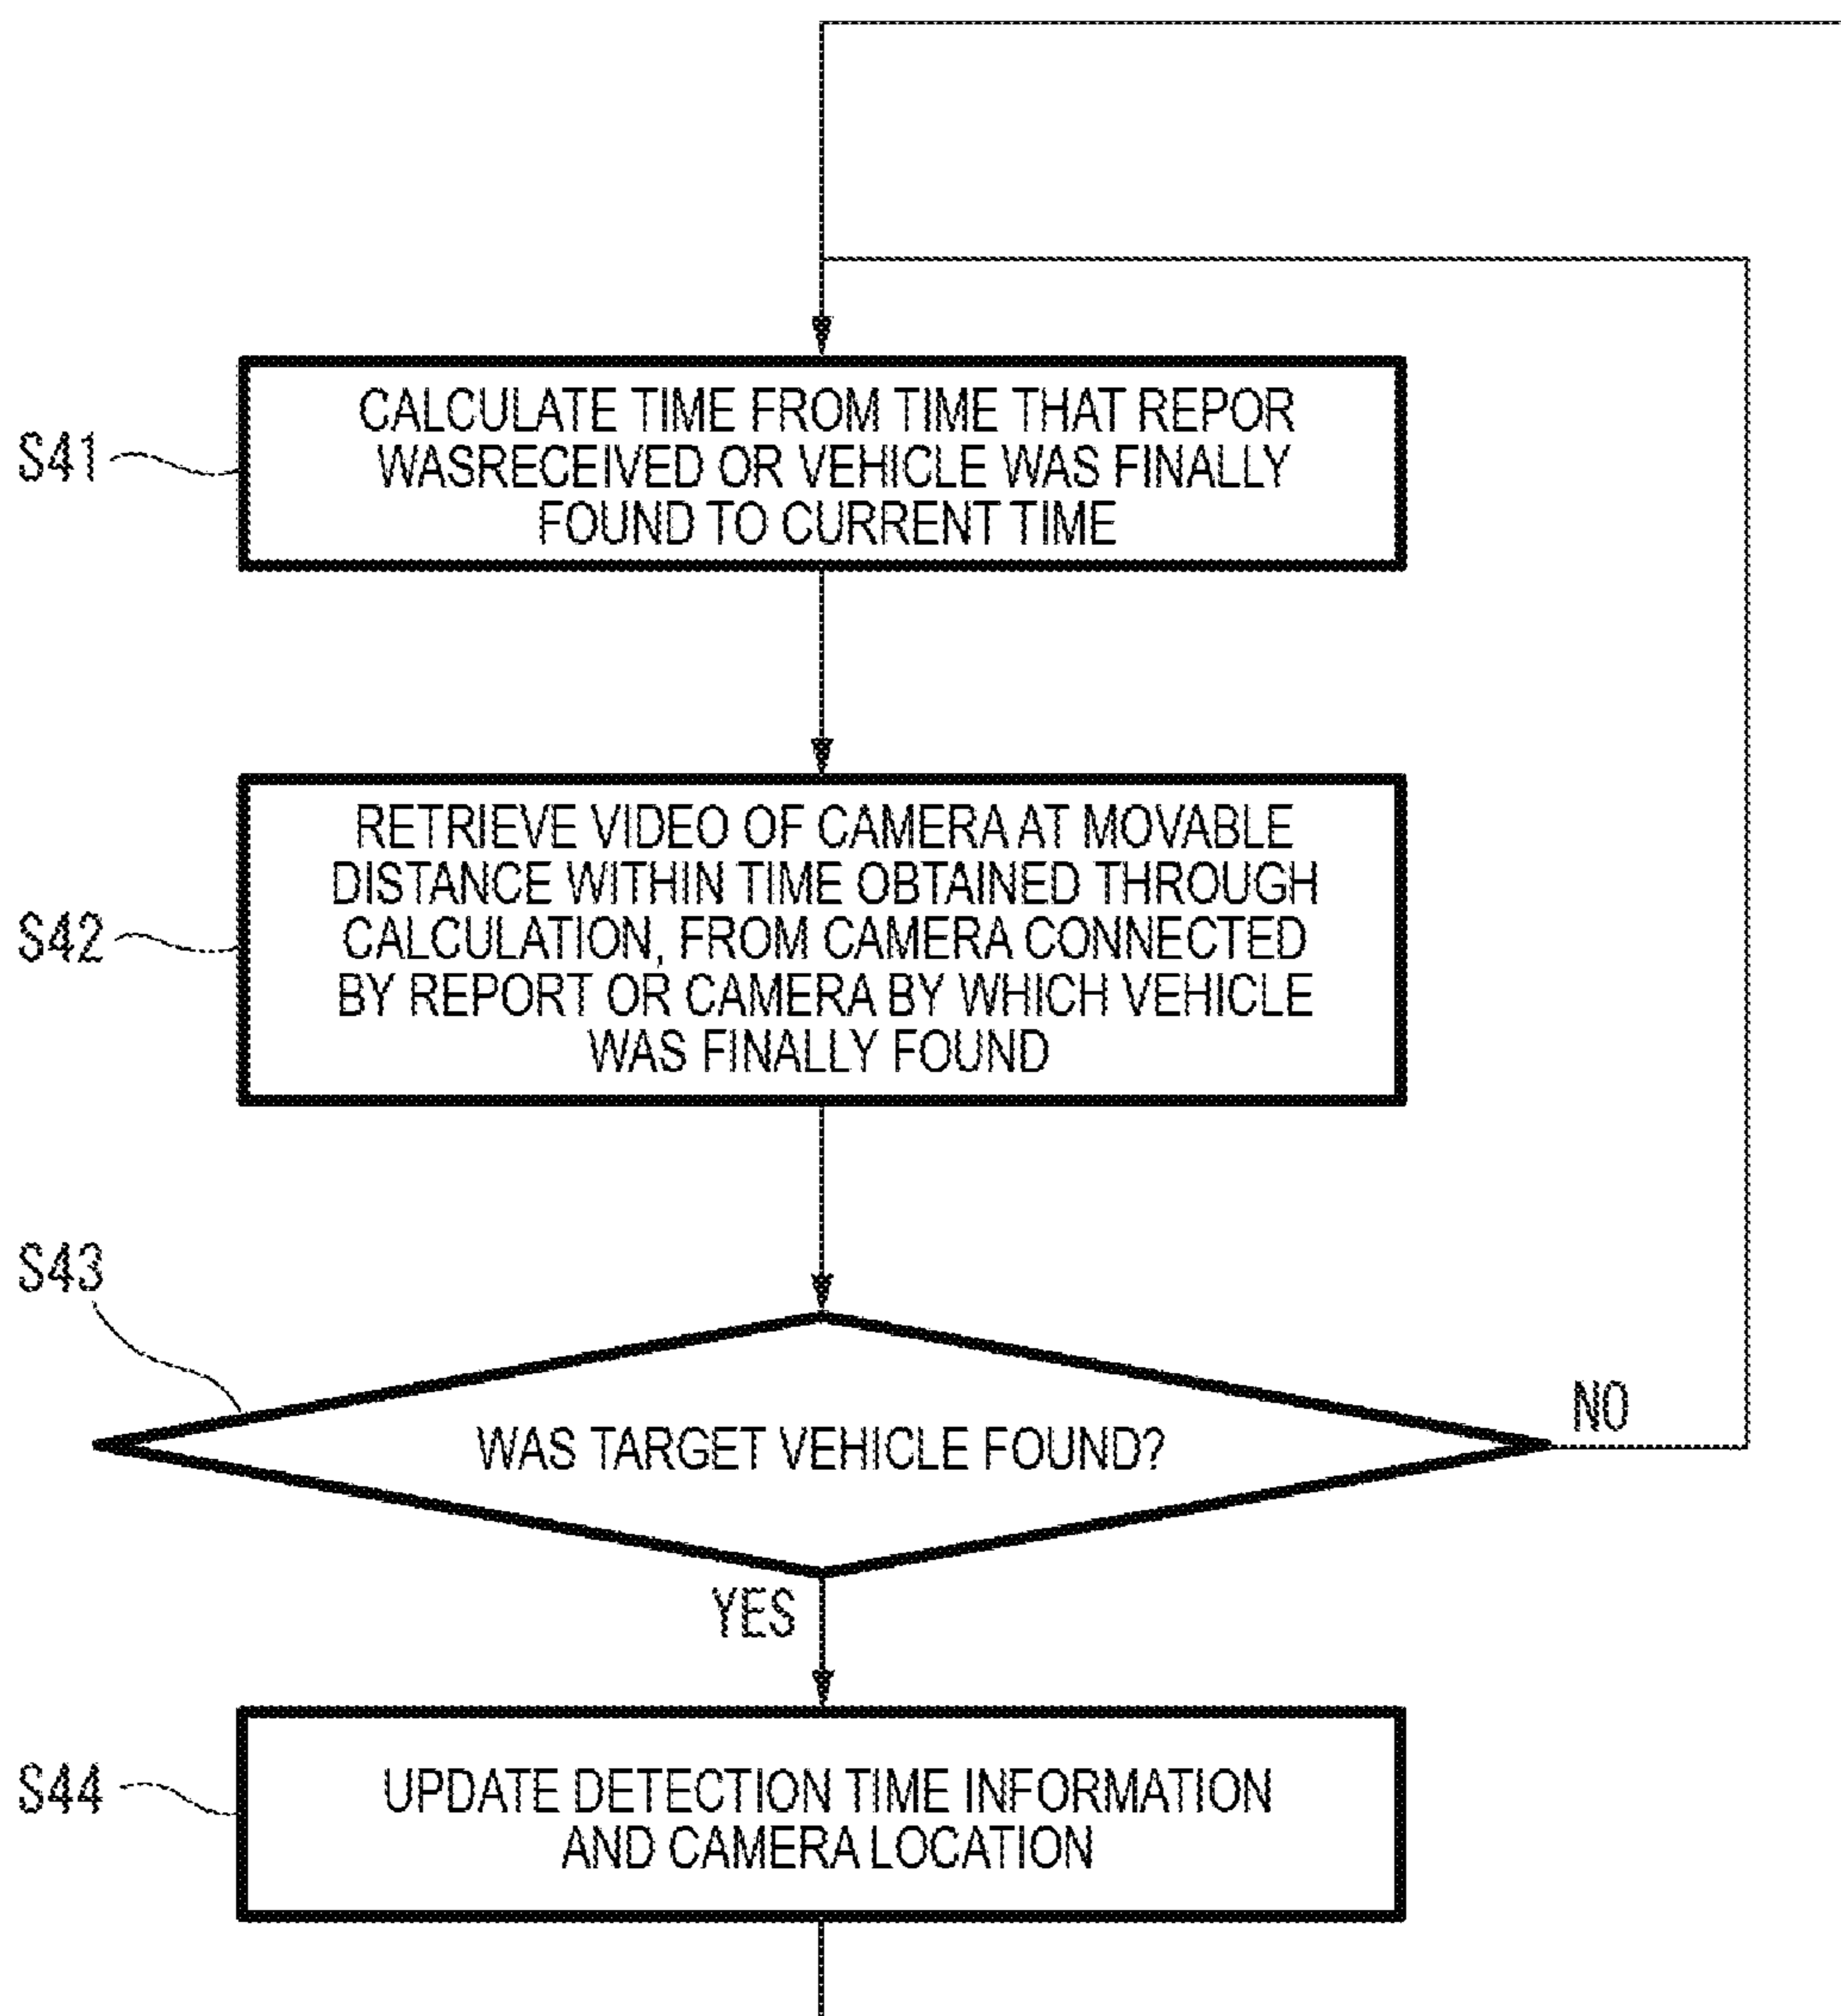 S41
CALCULATE TIME FROM TIME THAT REPOR
WASRECEIVED OR VEHICLE WAS FINALLY
FOUND TO CURRENT TIME
S42
RETRIEVE VIDEO OF CAMERA AT MOVABLE
DISTANCE WITHIN TIME OBTAINED THROUGH
CALCULATION, FROM CAMERA CONNECTED
BY REPORT OR CAMERA BY WHICH VEHICLE
WAS FINALLY FOUND
S43
WAS TARGET VEHICLE FOUND?
NO
YES
S44
UPDATE DETECTION TIME INFORMATION
AND CAMERA LOCATION